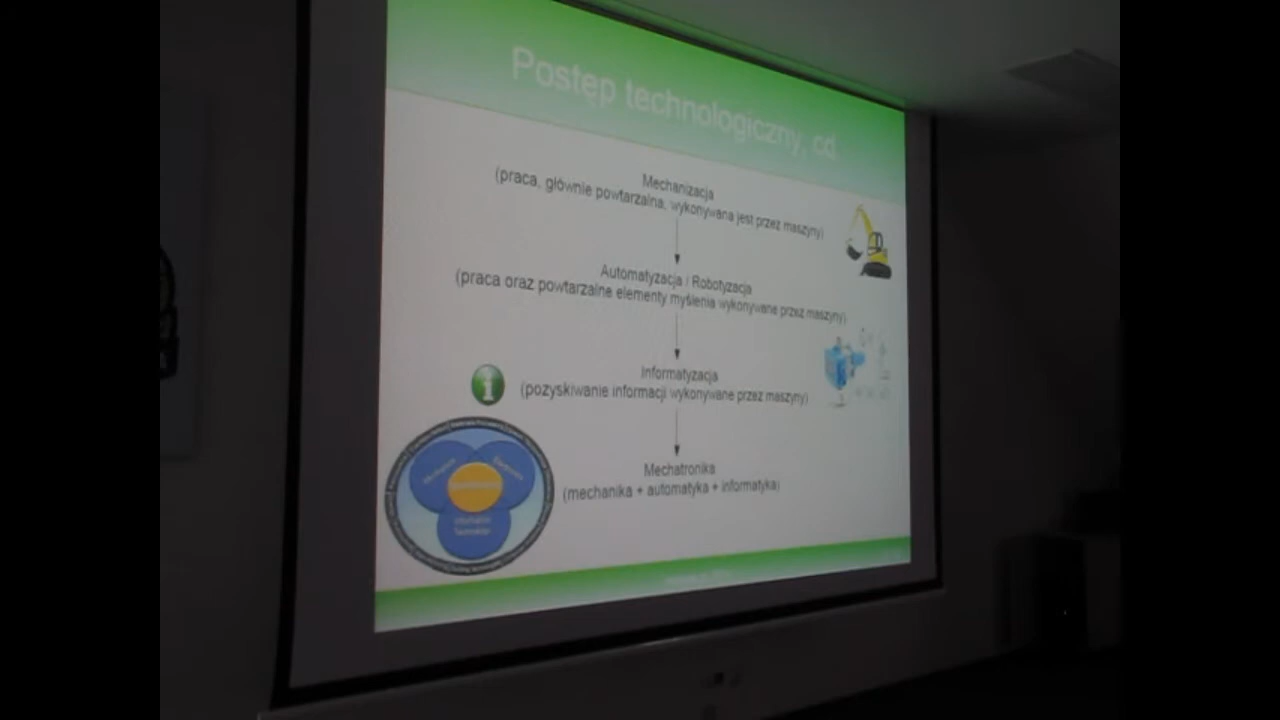 Postęp technologiczny, cd.
Mechanizacja
(praca, głównie powtarzalna, wykonywana jest przez maszyny)
Automatyzacja / Robotyzacja
(praca oraz powtarzalne elementy myślenia wykonywane przez maszyny)
Informatyzacja
(pozyskiwanie informacji wykonywane przez maszyny)
Mechatronika
(mechanika + automatyka + informatyka)